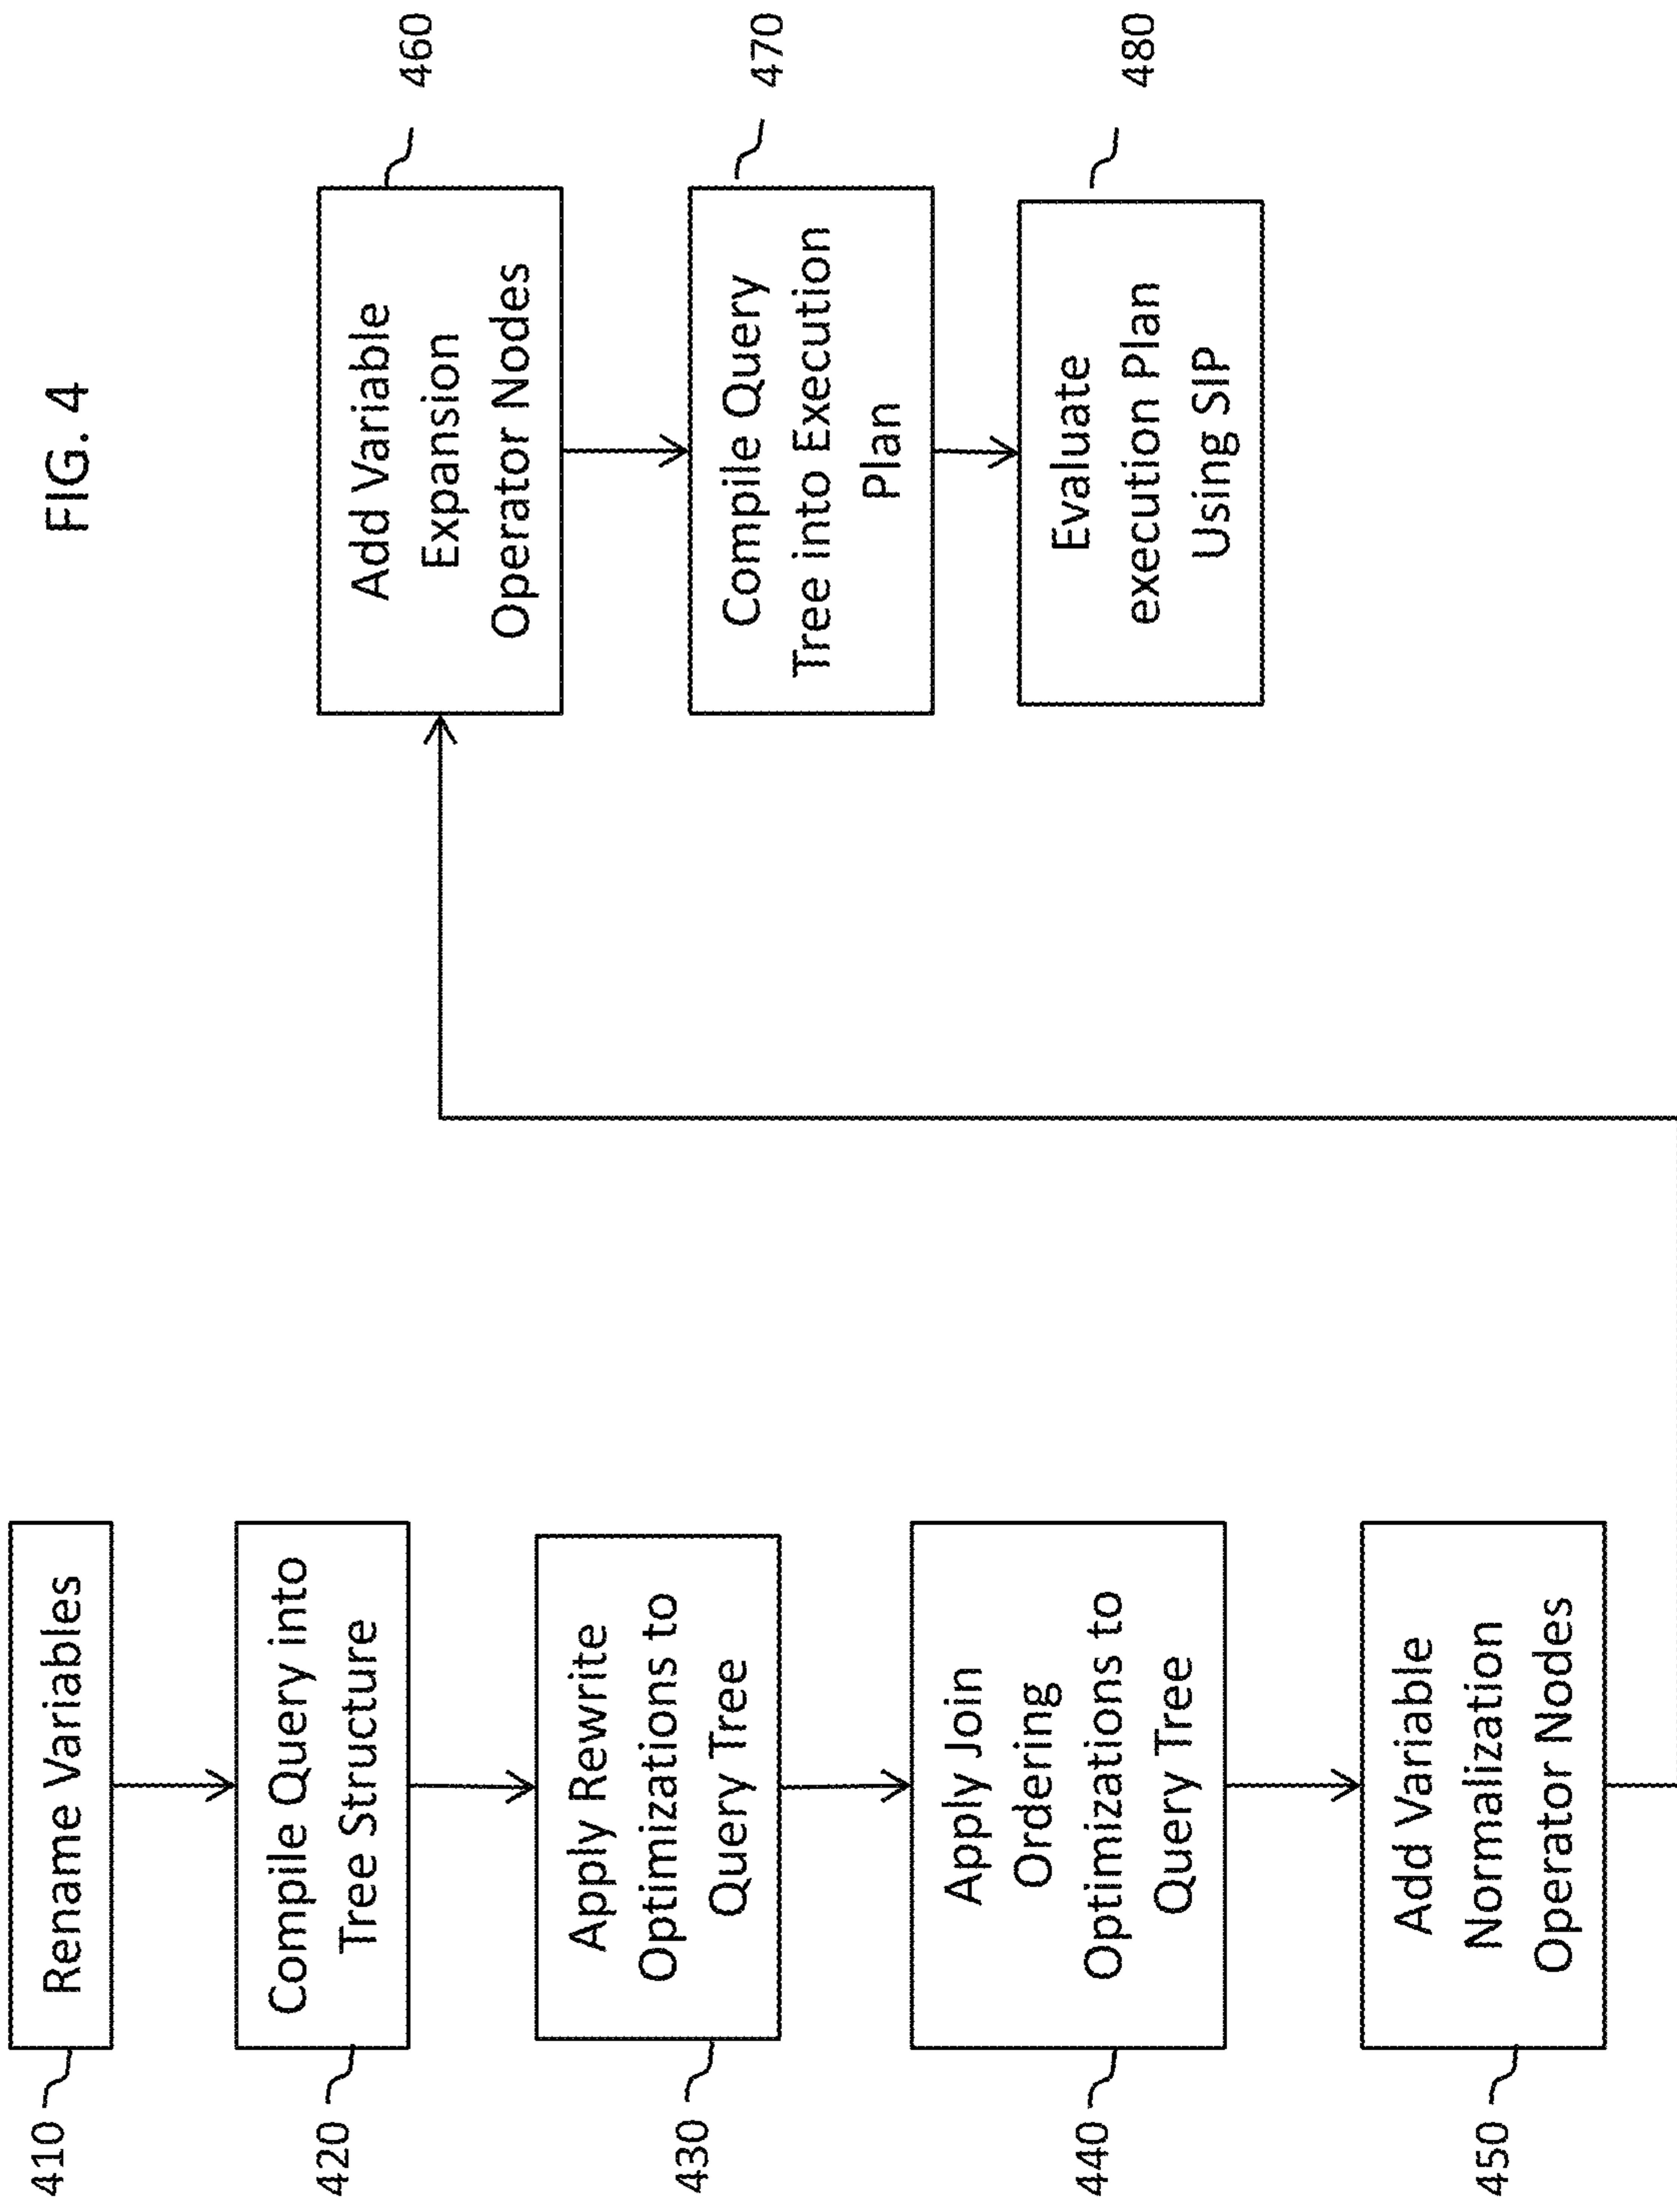 FIG. 4
410
Rename Variables
420
Compile Query into
Tree Structure
430
Apply Rewrite
Optimizations to
Query Tree
440
Apply Join
Ordering
Optimizations to
Query Tree
450
Add Variable
Normalization
Operator Nodes
460
Add Variable
Expansion
Operator Nodes
470
Compile Query
Tree into Execution
Plan
480
Evaluate
execution Plan
Using SIP